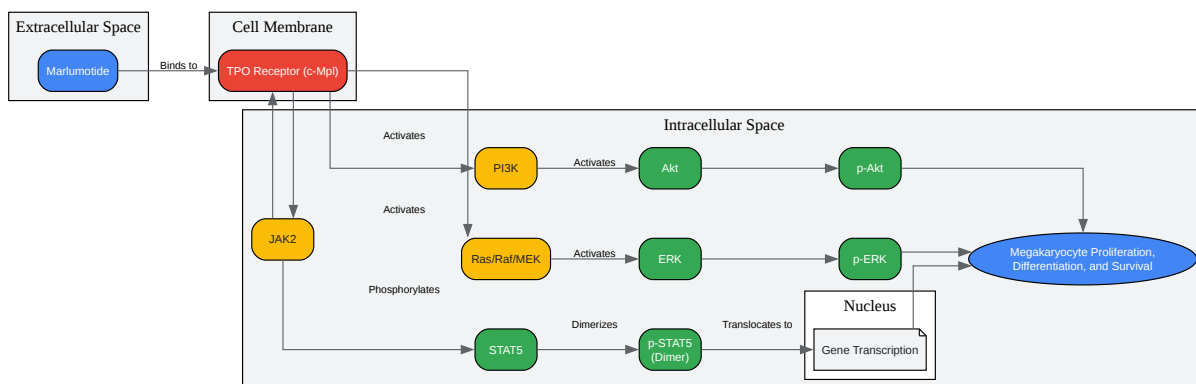 Extracellular Space
Cell Membrane
Marlumotide
Binds to
TPO Receptor (c-Mpl)
Intracellular Space
Activates
PI3K
Activates
Akt
p-Akt
Activates
JAK2
Ras/Raf/MEK
Activates
ERK
p-ERK
Megakaryocyte Proliferation,
Differentiation, and Survival
Phosphorylates
Nucleus
STAT5
Dimerizes
p-STAT5
(Dimer)
Translocates to
Gene Transcription